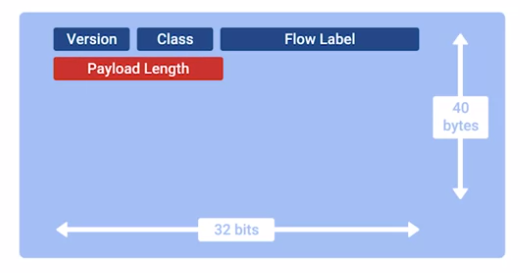 Version Class Flow Label
Payload Length
40
bytes
32 bits